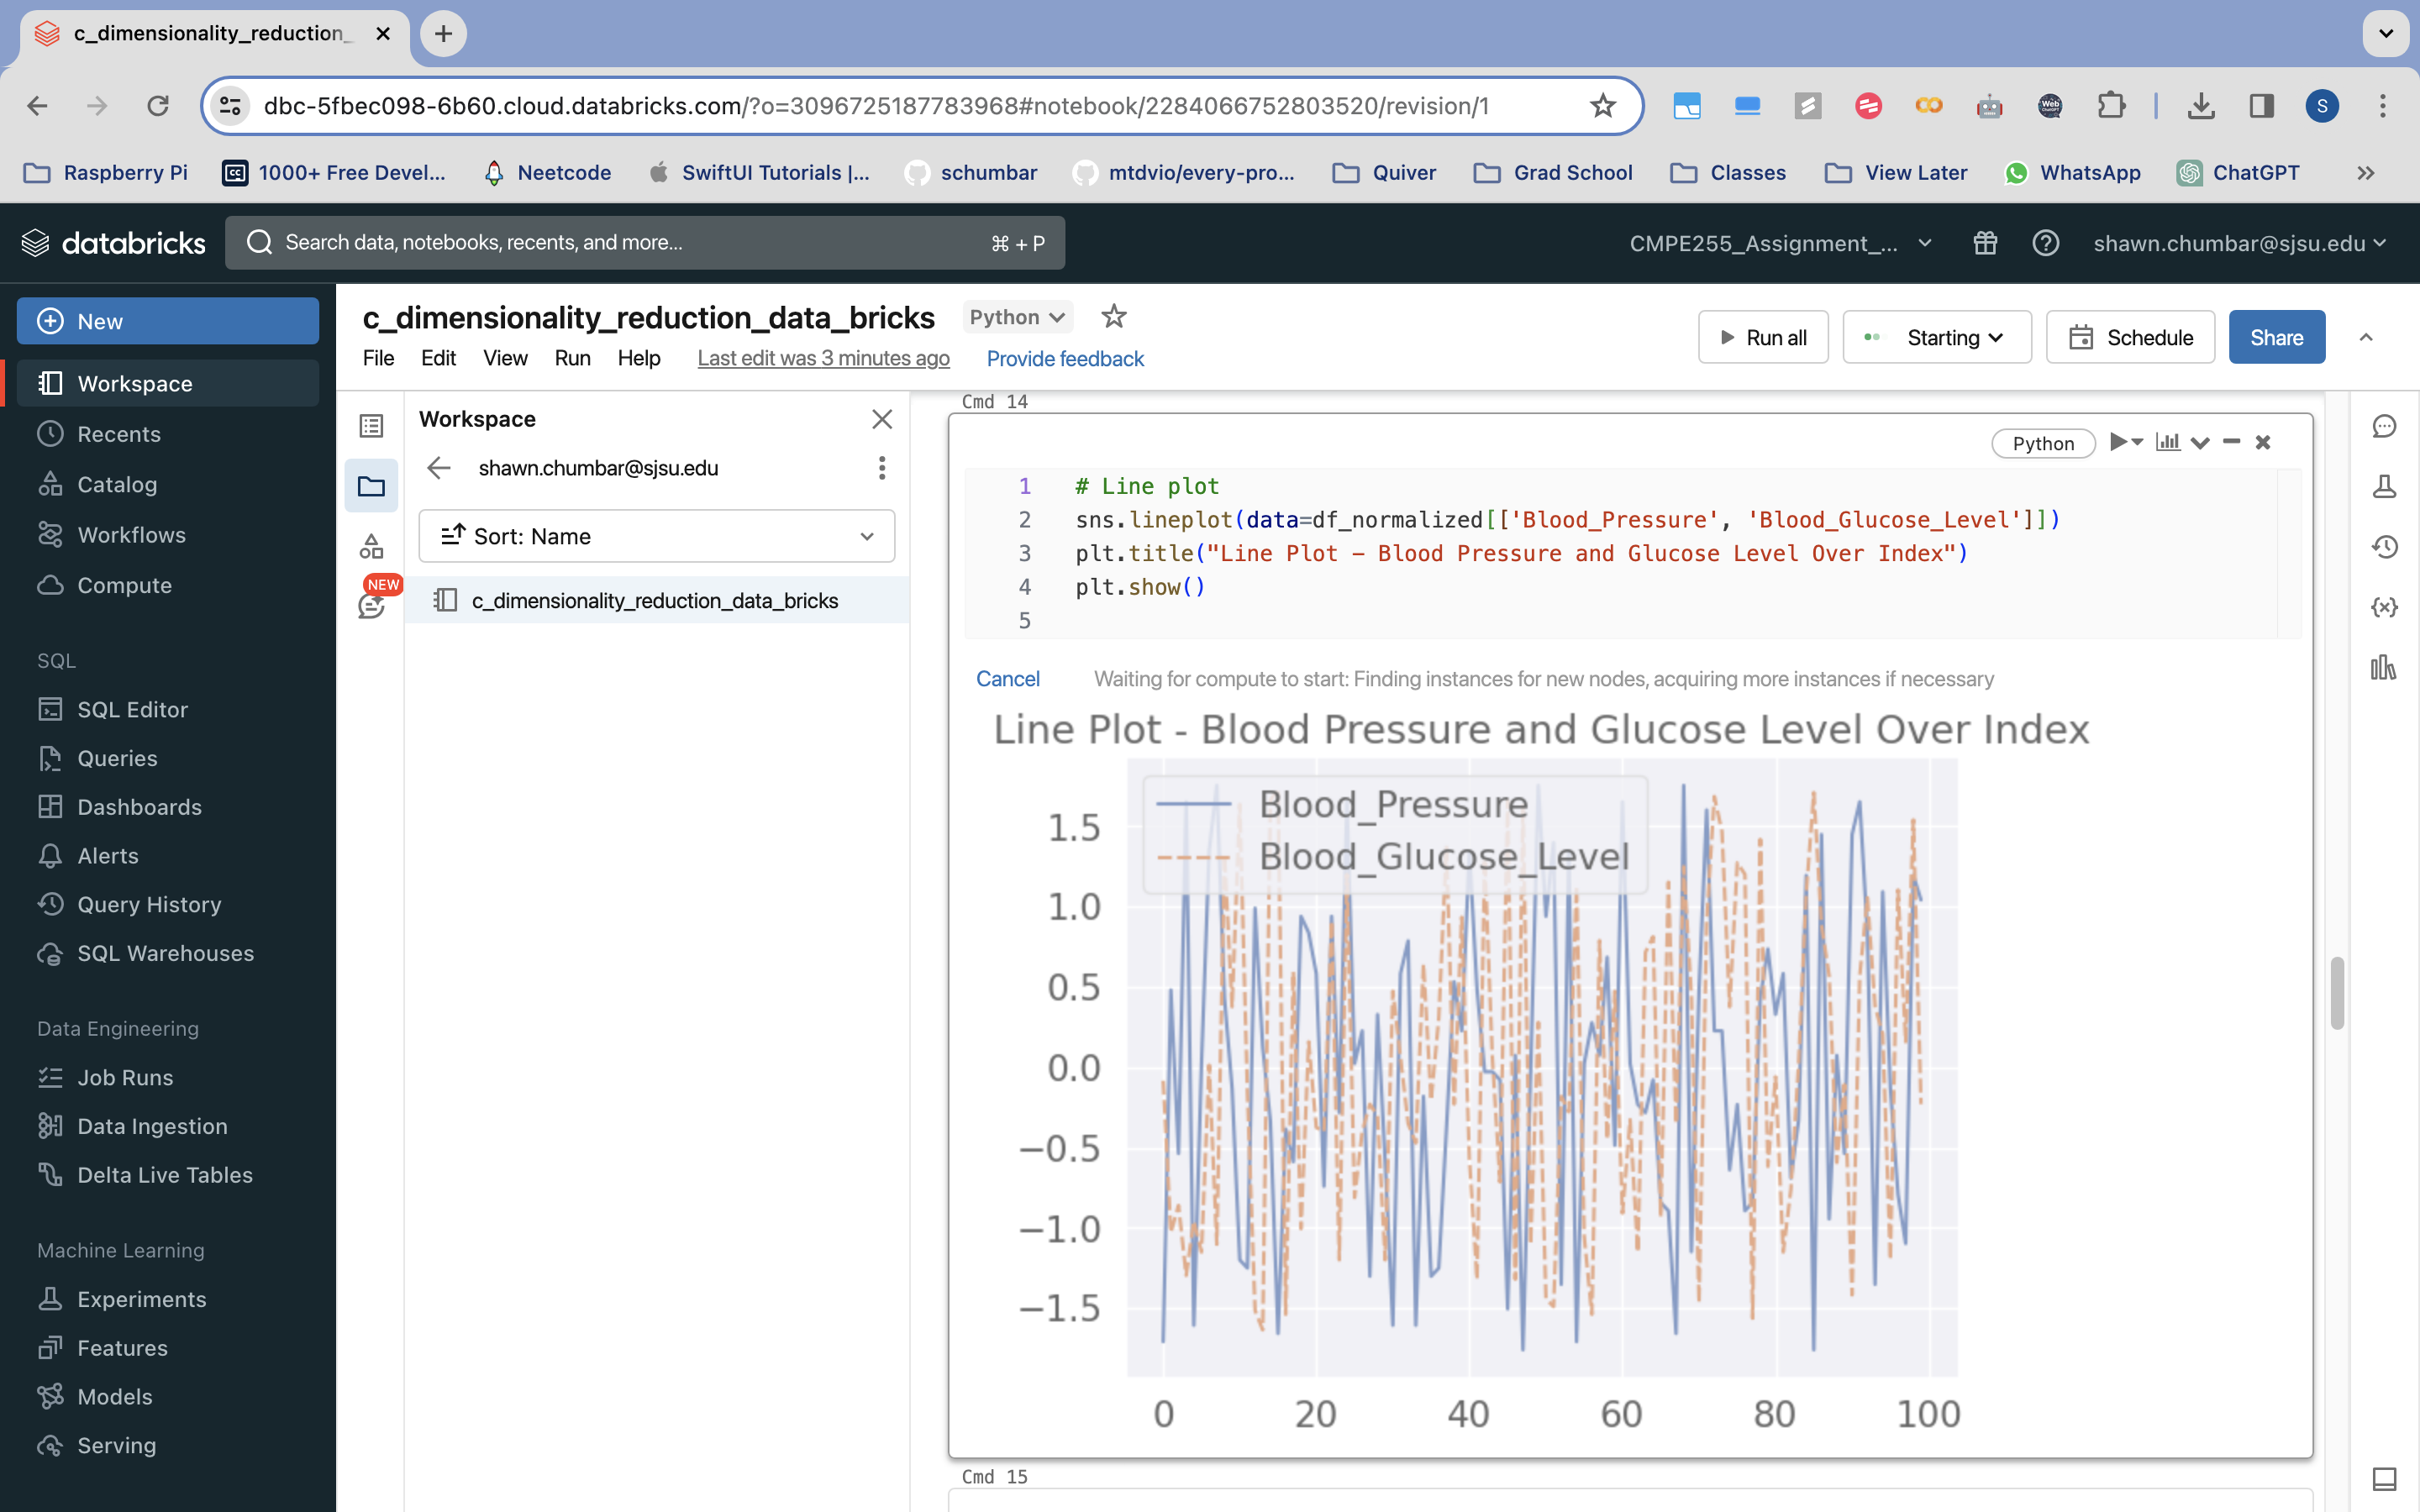 c_dimensionality_reduction_
dbc-5fbec098-6b60.cloud.databricks.com/?o=3096725187783968#notebook/2284066752803520/revision/1
S
Raspberry Pi
1000+ Free Devel...
Neetcode
SwiftUI Tutorials |...
schumbar
mtdvio/every-pro...
Quiver
Grad School
Classes
View Later
WhatsApp
ChatGPT
databricks
Search data, notebooks, recents, and more...
⌘ + P
CMPE255_Assignment_...
shawn.chumbar@sjsu.edu
New
Workspace
Recents
Catalog
Workflows
Compute
SQL
SQL Editor
Queries
Dashboards
Alerts
Query History
SQL Warehouses
Data Engineering
Job Runs
Data Ingestion
Delta Live Tables
Machine Learning
Experiments
Features
Models
Serving
c_dimensionality_reduction_data_bricks
Python
File Edit View Run Help Last edit was 3 minutes ago Provide feedback
Run all
Starting
Schedule
Share
Workspace
shawn.chumbar@sjsu.edu
Sort: Name
NEW
c_dimensionality_reduction_data_bricks
Cmd 14
Python
1 # Line plot
2 sns.lineplot(data=df_normalized[['Blood_Pressure', 'Blood_Glucose_Level']])
3 plt.title("Line Plot – Blood Pressure and Glucose Level Over Index")
4 plt.show()
5
Cancel
Waiting for compute to start: Finding instances for new nodes, acquiring more instances if necessary
Line Plot - Blood Pressure and Glucose Level Over Index
Blood_Pressure
Blood_Glucose_Level
1.5
1.0
0.5
0.0
−0.5
−1.0
−1.5
0 20 40 60 80 100
Cmd 15